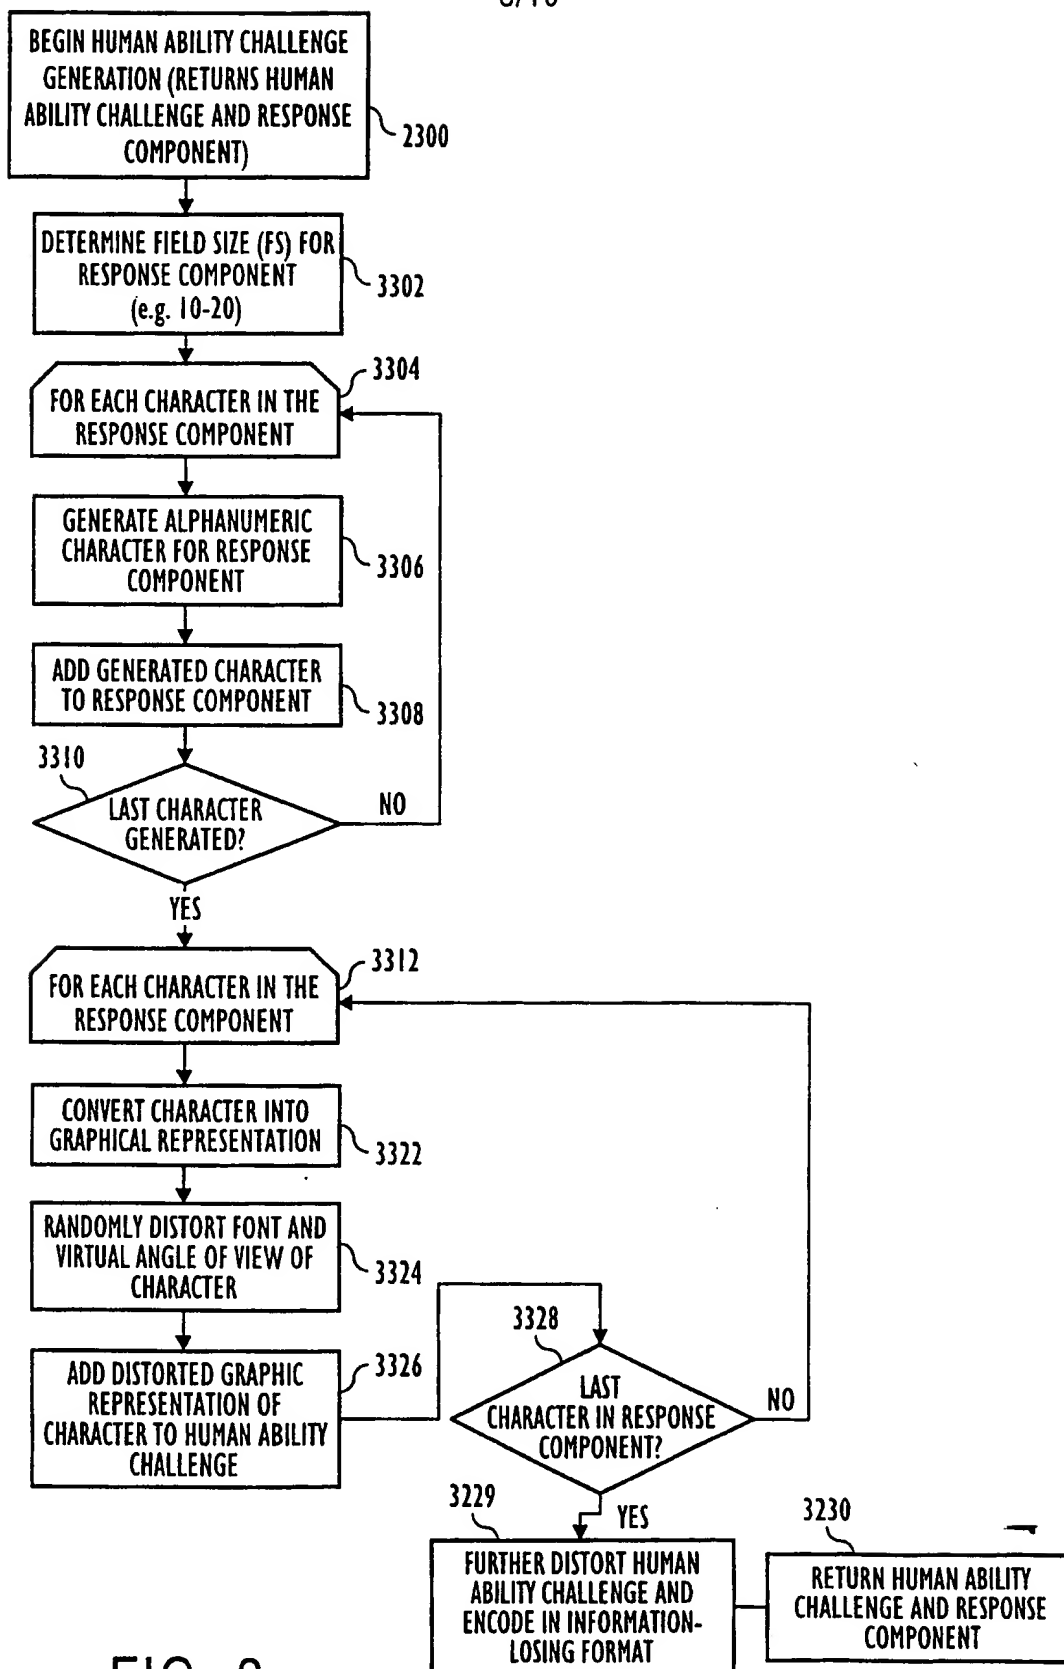 BEGIN HUMAN ABILITY CHALLENGE
GENERATION (RETURNS HUMAN
ABILITY CHALLENGE AND RESPONSE
COMPONENT)
2300
DETERMINE FIELD SIZE (FS) FOR
RESPONSE COMPONENT
(e.g. 10-20)
3302
3304
FOR EACH CHARACTER IN THE
RESPONSE COMPONENT
GENERATE ALPHANUMERIC
CHARACTER FOR RESPONSE
COMPONENT
3306
ADD GENERATED CHARACTER
TO RESPONSE COMPONENT
3308
3310
LAST CHARACTER
GENERATED?
NO
YES
3312
FOR EACH CHARACTER IN THE
RESPONSE COMPONENT
CONVERT CHARACTER INTO
GRAPHICAL REPRESENTATION
3322
RANDOMLY DISTORT FONT AND
VIRTUAL ANGLE OF VIEW OF
CHARACTER
3324
ADD DISTORTED GRAPHIC
REPRESENTATION OF
CHARACTER TO HUMAN ABILITY
CHALLENGE
3326
3328
LAST
CHARACTER IN RESPONSE
COMPONENT?
NO
YES
3229
FURTHER DISTORT HUMAN
ABILITY CHALLENGE AND
ENCODE IN INFORMATION-
LOSING FORMAT
3230
RETURN HUMAN ABILITY
CHALLENGE AND RESPONSE
COMPONENT